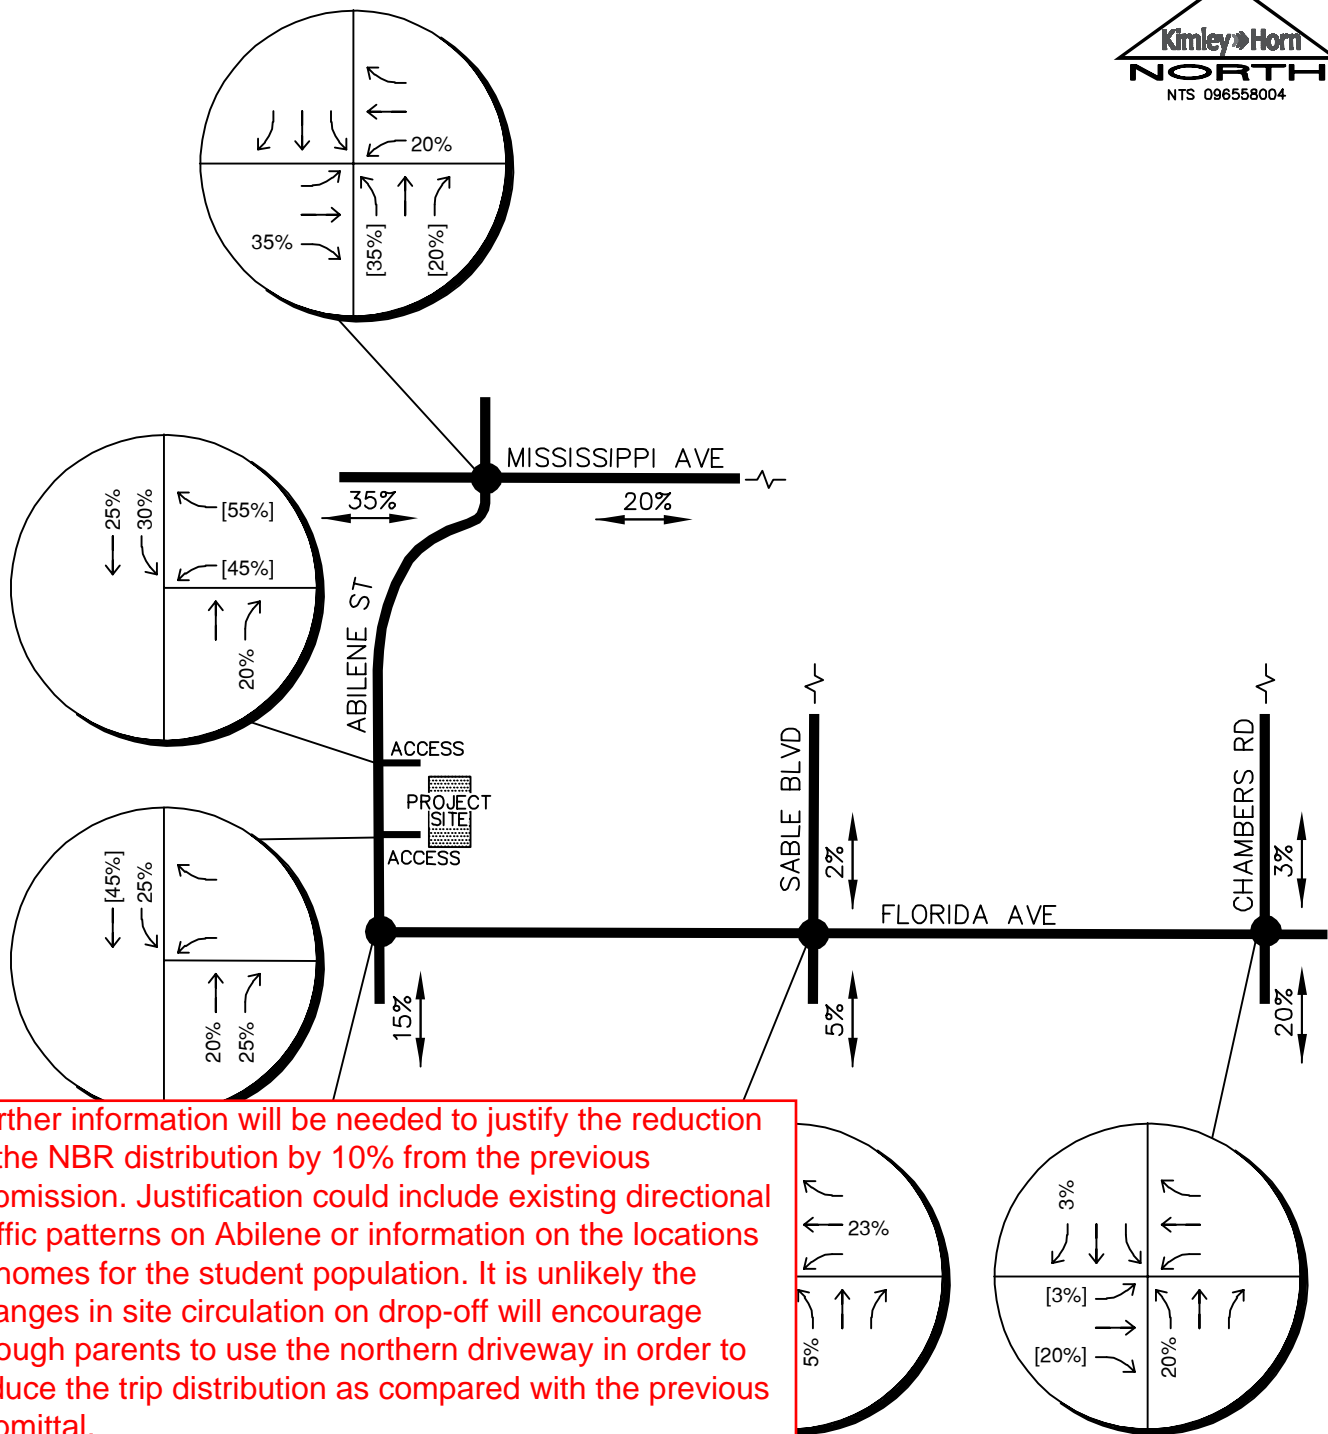 Kimley»Horn
NORTH
NTS 096558004
20%
35%
[35%]
[20%]
MISSISSIPPI AVE
35%
20%
25%
30%
[55%]
[45%]
20%
ABILENE ST
ACCESS
PROJECT
SITE
ACCESS
SABLE BLVD
2%
CHAMBERS RD
3%
[45%]
25%
20%
25%
FLORIDA AVE
15%
5%
20%
rther information will be needed to justify the reduction
the NBR distribution by 10% from the previous
omission. Justification could include existing directional
ffic patterns on Abilene or information on the locations
homes for the student population. It is unlikely the
anges in site circulation on drop-off will encourage
ough parents to use the northern driveway in order to
duce the trip distribution as compared with the previous
omittal.
23%
5%
3%
[3%]
[20%]
20%